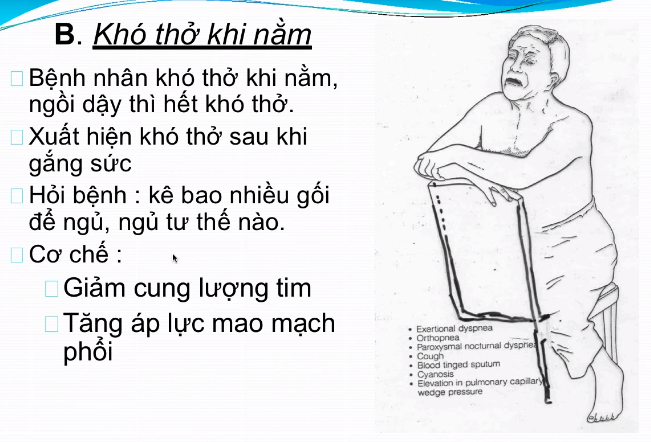 B. Khó thở khi nằm
Bệnh nhân khó thở khi nằm,
ngồi dậy thì hết khó thở.
Xuất hiện khó thở sau khi
gắng sức
Hỏi bệnh : kê bao nhiều gối
để ngủ, ngủ tư thế nào.
Cơ chế :
Giảm cung lượng tim
Tăng áp lực mao mạch
phổi
• Exertional dyspnea
• Orthopnea
• Paroxysmal nocturnal dyspnea
• Cough
• Blood tinged sputum
• Cyanosis
• Elevation in pulmonary capillary
wedge pressure